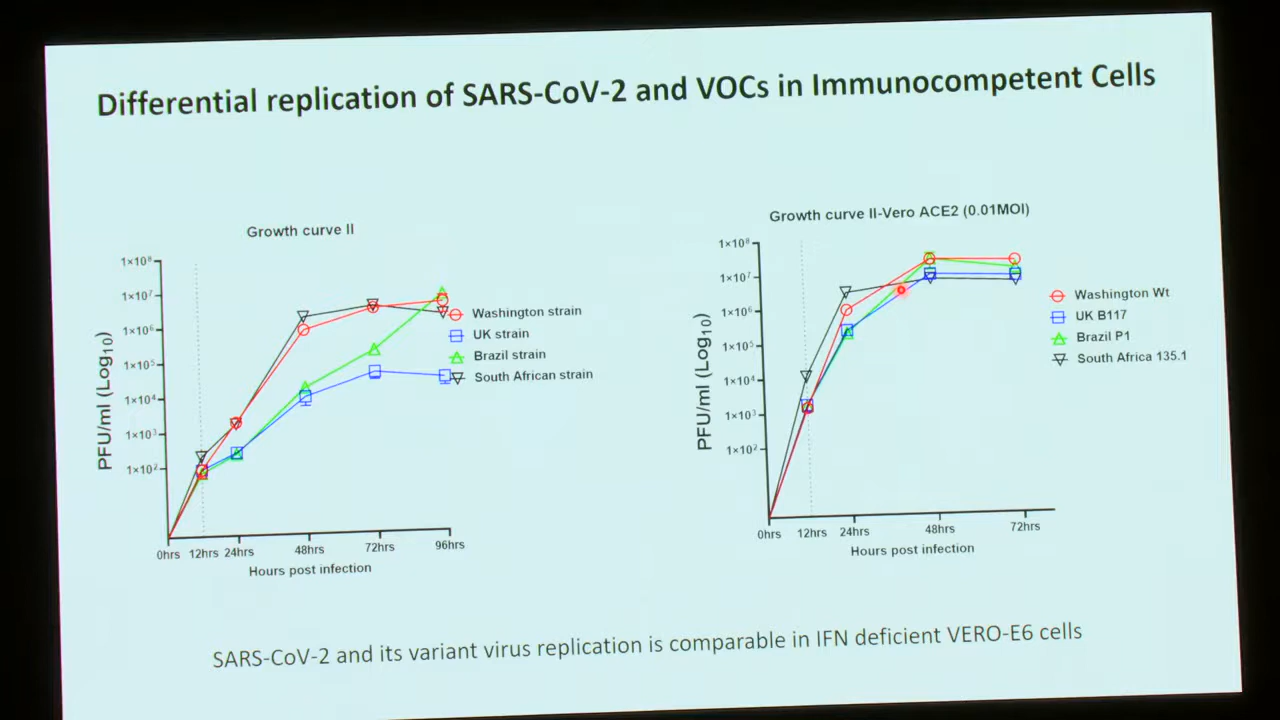 Differential replication of SARS-CoV-2 and VOCs in Immunocompetent Cells
Growth curve II
PFU/ml (Log10)
1×10⁸
1×10⁷
1×10⁶
1×10⁵
1×10⁴
1×10³
1×10²
0hrs 12hrs 24hrs 48hrs 72hrs 96hrs
Hours post infection
Washington strain
UK strain
Brazil strain
South African strain
Growth curve II-Vero ACE2 (0.01MOI)
PFU/ml (Log10)
1×10⁸
1×10⁷
1×10⁶
1×10⁵
1×10⁴
1×10³
1×10²
0hrs 12hrs 24hrs 48hrs 72hrs
Hours post infection
Washington Wt
UK B117
Brazil P1
South Africa 135.1
SARS-CoV-2 and its variant virus replication is comparable in IFN deficient VERO-E6 cells